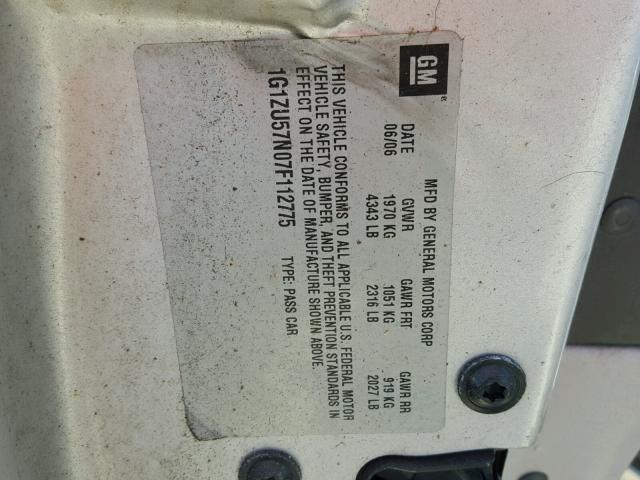 GM
MFD BY GENERAL MOTORS CORP
DATE GVWR GAWR FRT GAWR RR
06/06 1970 KG 1051 KG 919 KG
4343 LB 2316 LB 2027 LB
THIS VEHICLE CONFORMS TO ALL APPLICABLE U.S. FEDERAL MOTOR
VEHICLE SAFETY, BUMPER, AND THEFT PREVENTION STANDARDS IN
EFFECT ON THE DATE OF MANUFACTURE SHOWN ABOVE.
1G1ZU57N07F112775 TYPE: PASS CAR